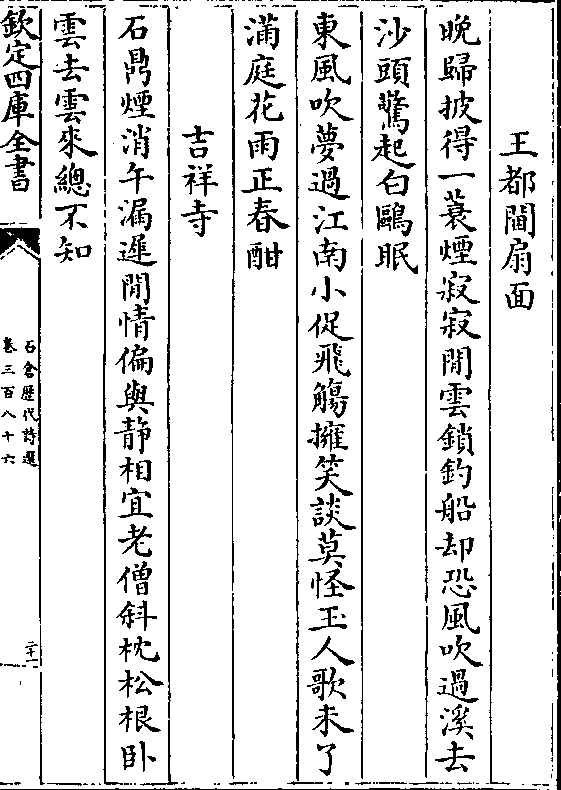 王都閫扇面
晚歸披得一蓑煙寂寂閒雲鎖釣船却恐風吹過溪去
沙頭驚起白鷗眠
東風吹夢過江南小促飛觴擁笑談莫怪玉人歌未了
滿庭花雨正春酣
吉祥寺
石鼎煙消午漏遲閒情偏與静相宜老僧斜枕松根卧
雲去雲來總不知
欽定四庫全書
石倉歷代詩選
卷三百八十六
二十一